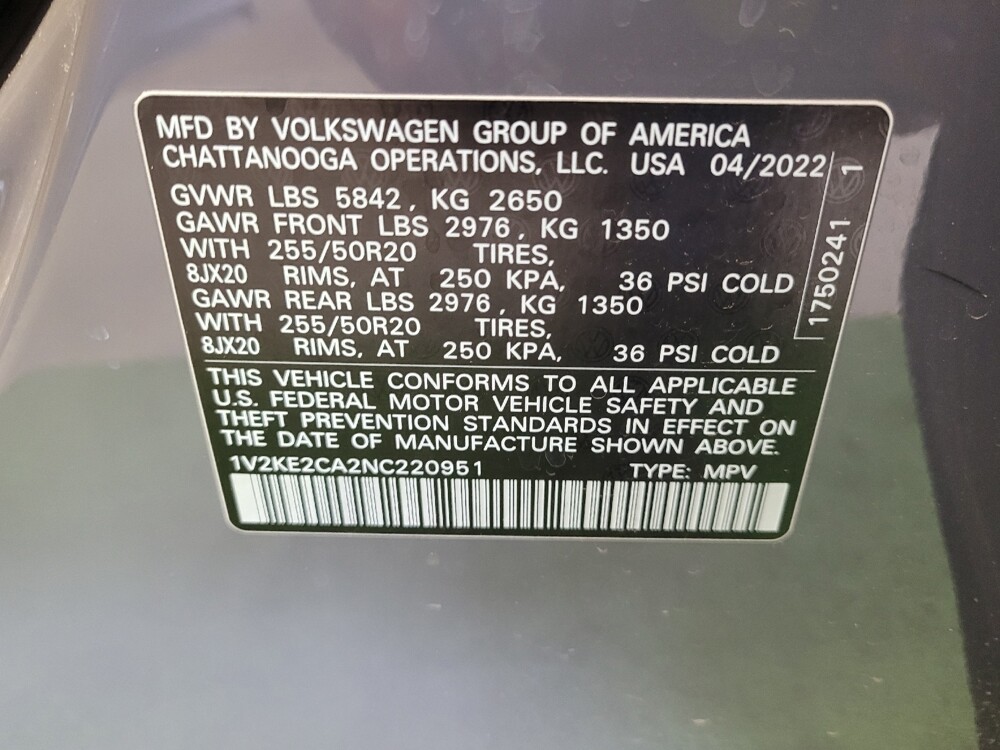 MFD BY VOLKSWAGEN GROUP OF AMERICA
CHATTANOOGA OPERATIONS, LLC. USA 04/2022
GVWR LBS 5842, KG 2650
GAWR FRONT LBS 2976, KG 1350
WITH 255/50R20 TIRES,
8JX20 RIMS, AT 250 KPA, 36 PSI COLD
GAWR REAR LBS 2976, KG 1350
WITH 255/50R20 TIRES,
8JX20 RIMS, AT 250 KPA, 36 PSI COLD
1750241 1
THIS VEHICLE CONFORMS TO ALL APPLICABLE
U.S. FEDERAL MOTOR VEHICLE SAFETY AND
THEFT PREVENTION STANDARDS IN EFFECT ON
THE DATE OF MANUFACTURE SHOWN ABOVE.
1V2KE2CA2NC220951 TYPE: MPV